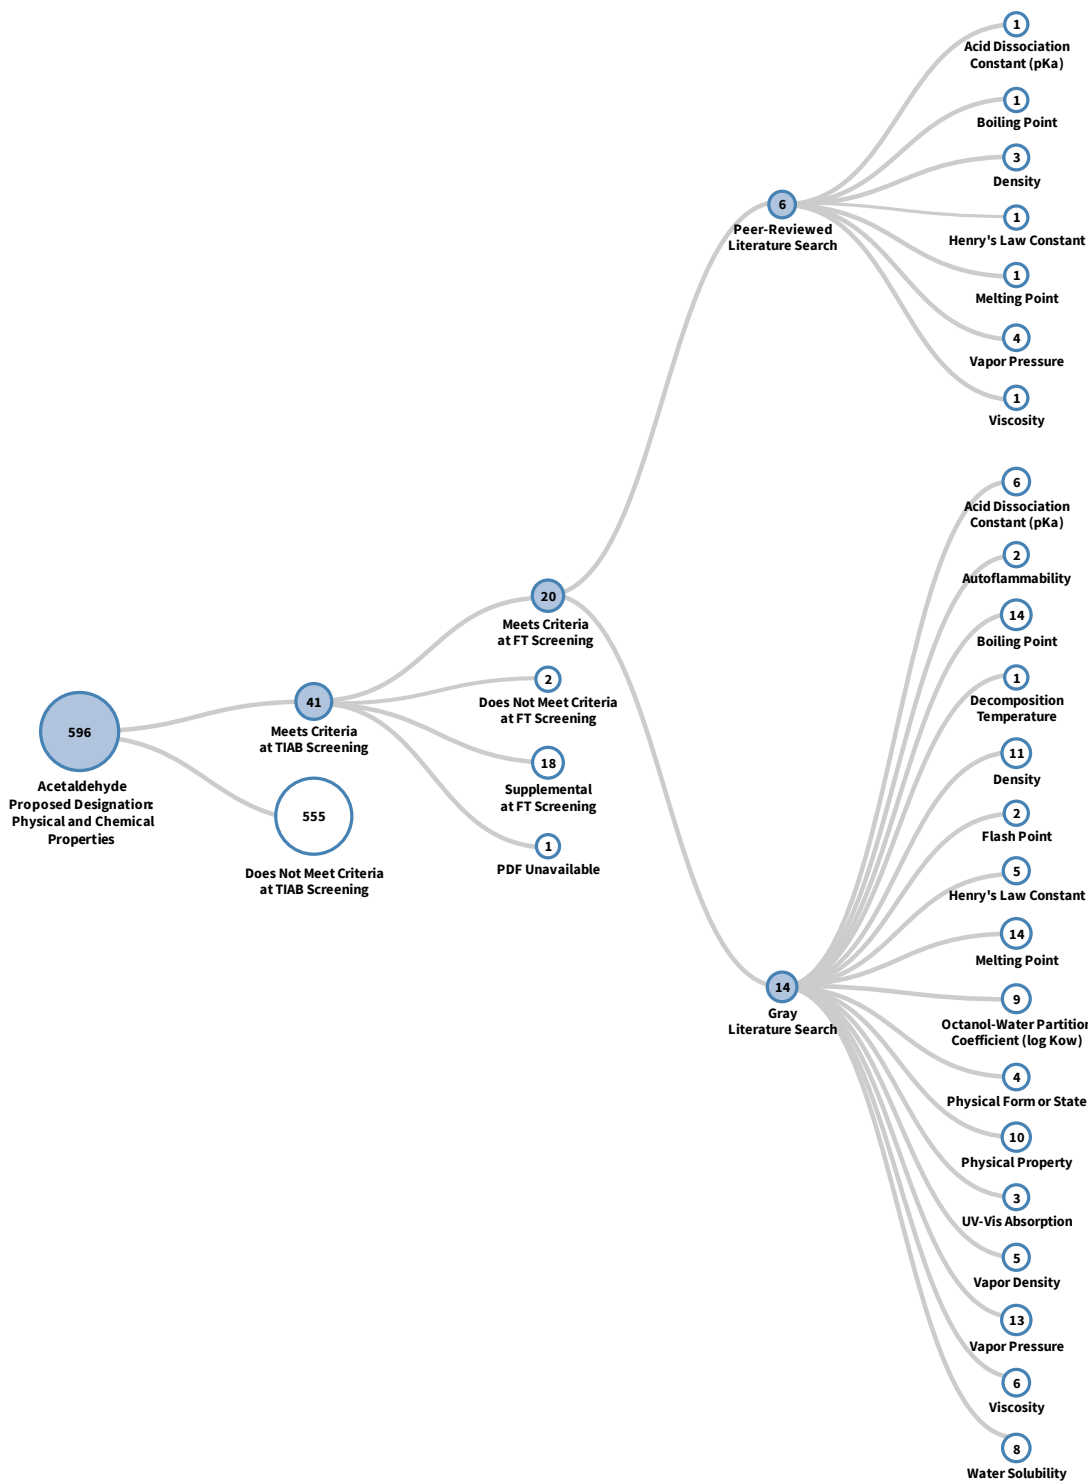 596
Acetaldehyde
Proposed Designation:
Physical and Chemical
Properties
41
Meets Criteria
at TIAB Screening
555
Does Not Meet Criteria
at TIAB Screening
20
Meets Criteria
at FT Screening
2
Does Not Meet Criteria
at FT Screening
18
Supplemental
at FT Screening
1
PDF Unavailable
6
Peer-Reviewed
Literature Search
1
Acid Dissociation
Constant (pKa)
1
Boiling Point
3
Density
1
Henry's Law Constant
1
Melting Point
4
Vapor Pressure
1
Viscosity
14
Gray
Literature Search
6
Acid Dissociation
Constant (pKa)
2
Autoflammability
14
Boiling Point
1
Decomposition
Temperature
11
Density
2
Flash Point
5
Henry's Law Constant
14
Melting Point
9
Octanol-Water Partition
Coefficient (log Kow)
4
Physical Form or State
10
Physical Property
3
UV-Vis Absorption
5
Vapor Density
13
Vapor Pressure
6
Viscosity
8
Water Solubility